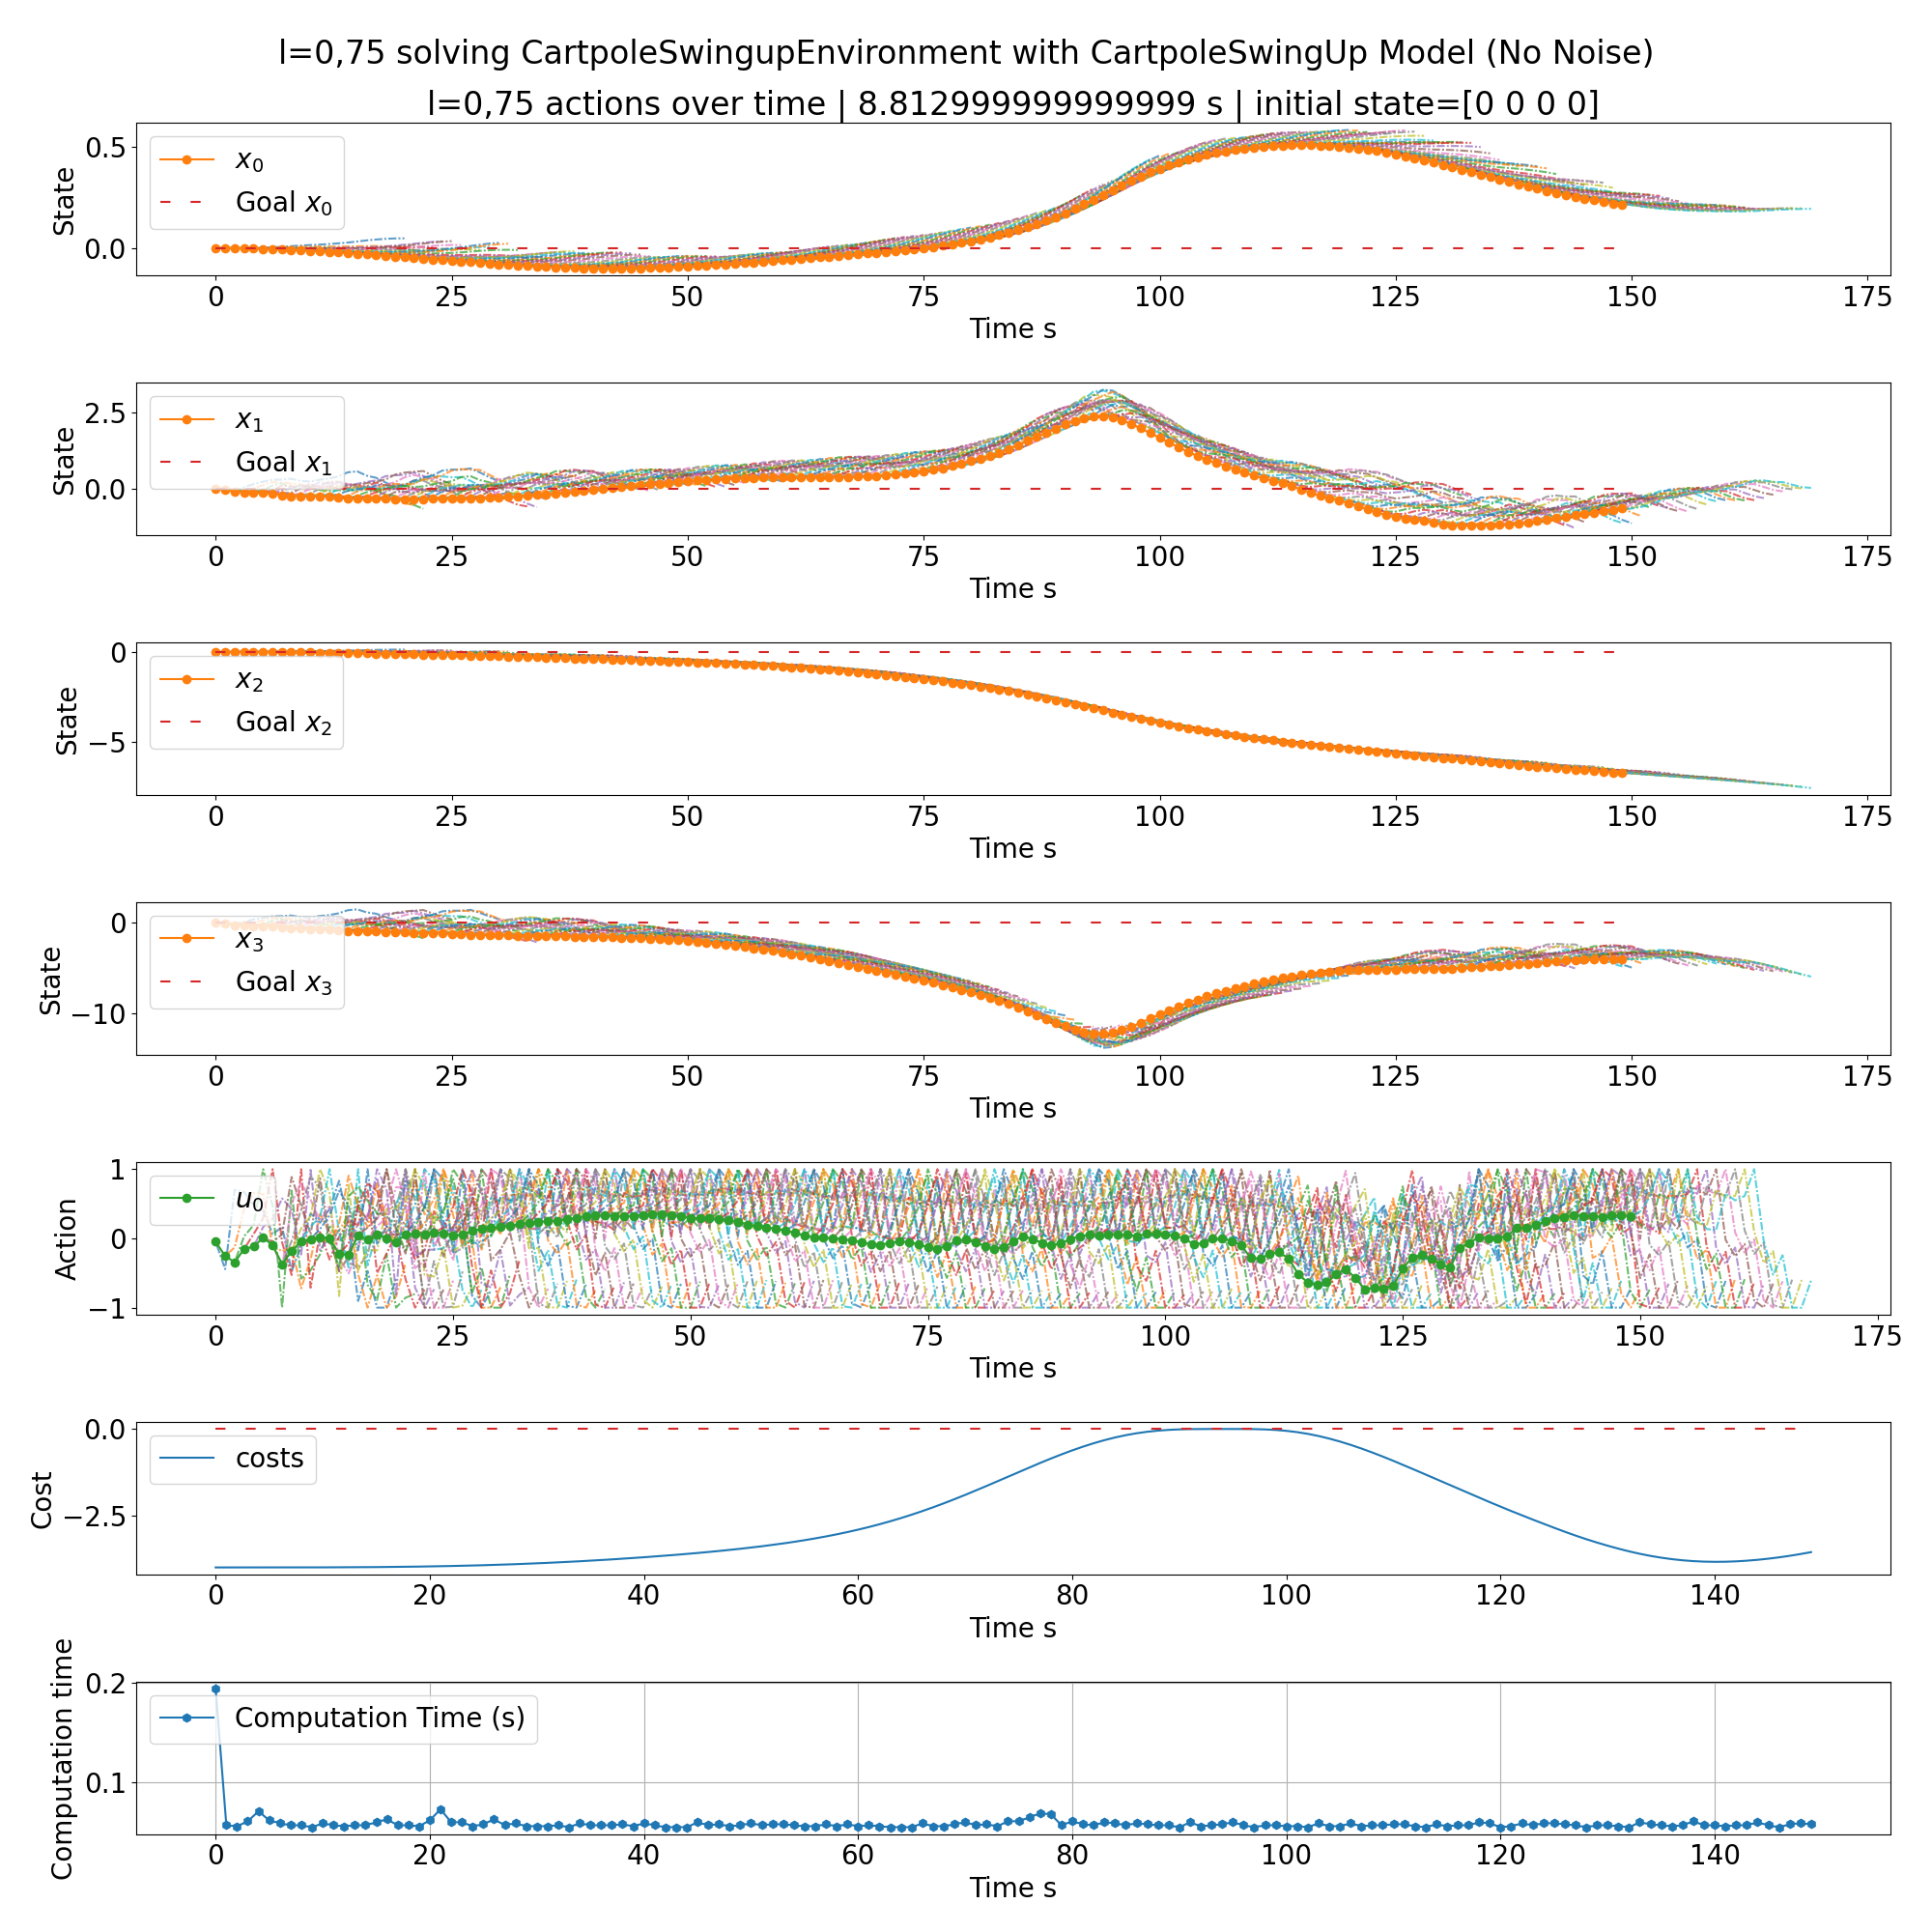 l=0,75 solving CartpoleSwingupEnvironment with CartpoleSwingUp Model (No Noise)
l=0,75 actions over time | 8.812999999999999 s | initial state=[0 0 0 0]
State
0.5
0.0
x0
Goal x0
0 25 50 75 100 125 150 175
Time s
State
2.5
0.0
x1
Goal x1
0 25 50 75 100 125 150 175
Time s
State
0
−5
x2
Goal x2
0 25 50 75 100 125 150 175
Time s
State
0
−10
x3
Goal x3
0 25 50 75 100 125 150 175
Time s
Action
1
0
−1
u0
0 25 50 75 100 125 150 175
Time s
Cost
0.0
−2.5
costs
0 20 40 60 80 100 120 140
Time s
Computation time
0.2
0.1
Computation Time (s)
0 20 40 60 80 100 120 140
Time s